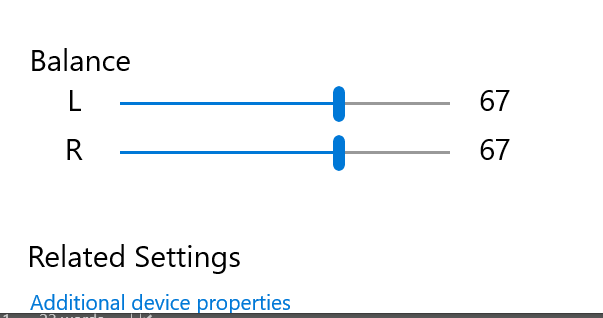 Balance
L 67
R 67
Related Settings
Additional device properties